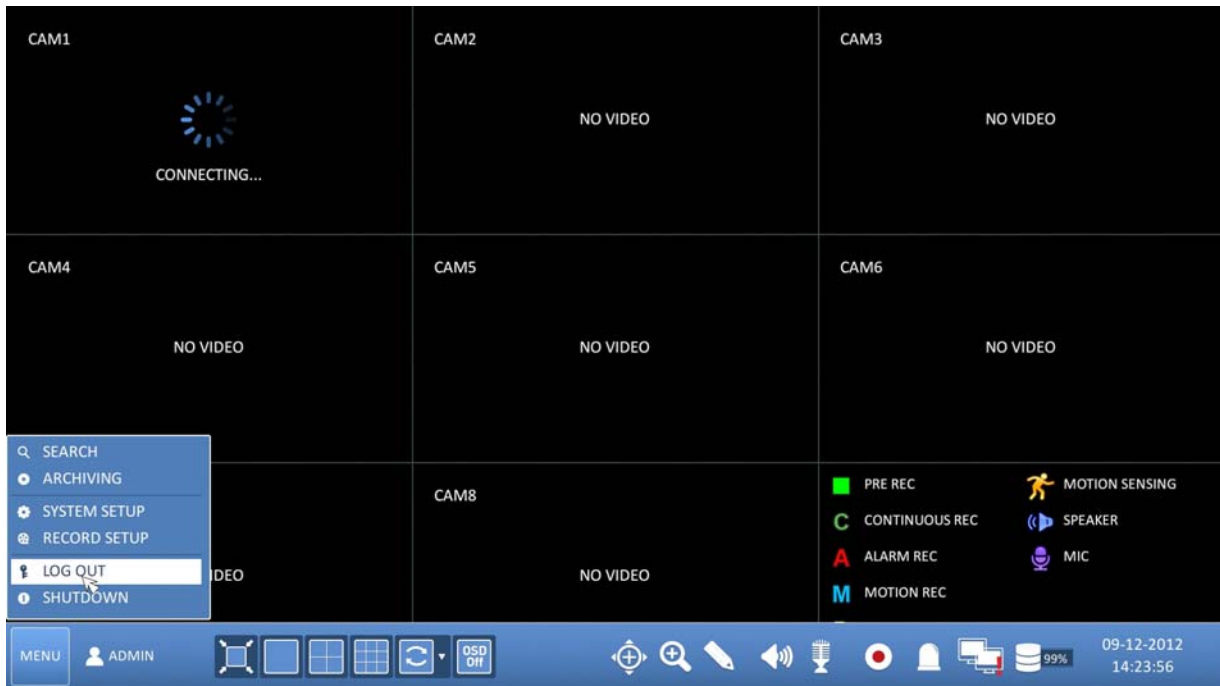 CAM1
CAM2
CAM3
NO VIDEO
NO VIDEO
CONNECTING...
CAM4
CAM5
CAM6
NO VIDEO
NO VIDEO
NO VIDEO
SEARCH
ARCHIVING
SYSTEM SETUP
RECORD SETUP
LOG OUT
SHUTDOWN
IDEO
CAM8
NO VIDEO
PRE REC
MOTION SENSING
C CONTINUOUS REC
SPEAKER
A ALARM REC
MIC
M MOTION REC
MENU
ADMIN
OSD
Off
99%
09-12-2012
14:23:56